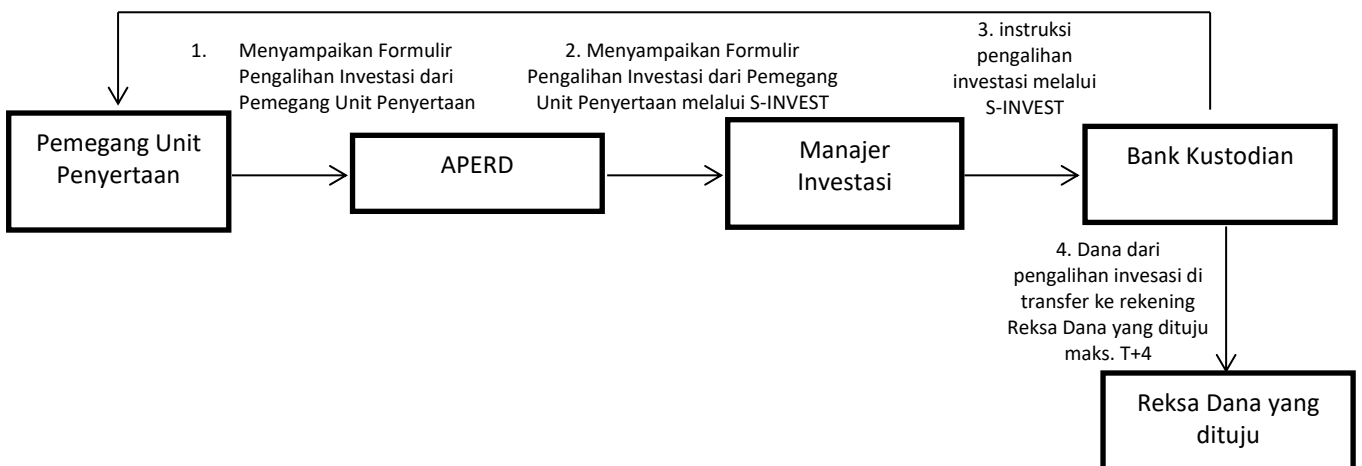 1. Menyampaikan Formulir
Pengalihan Investasi dari
Pemegang Unit Penyertaan
2. Menyampaikan Formulir
Pengalihan Investasi dari Pemegang
Unit Penyertaan melalui S-INVEST
3. instruksi
pengalihan
investasi melalui
S-INVEST
Pemegang Unit
Penyertaan
APERD
Manajer
Investasi
Bank Kustodian
4. Dana dari
pengalihan invesasi di
transfer ke rekening
Reksa Dana yang dituju
maks. T+4
Reksa Dana yang
dituju